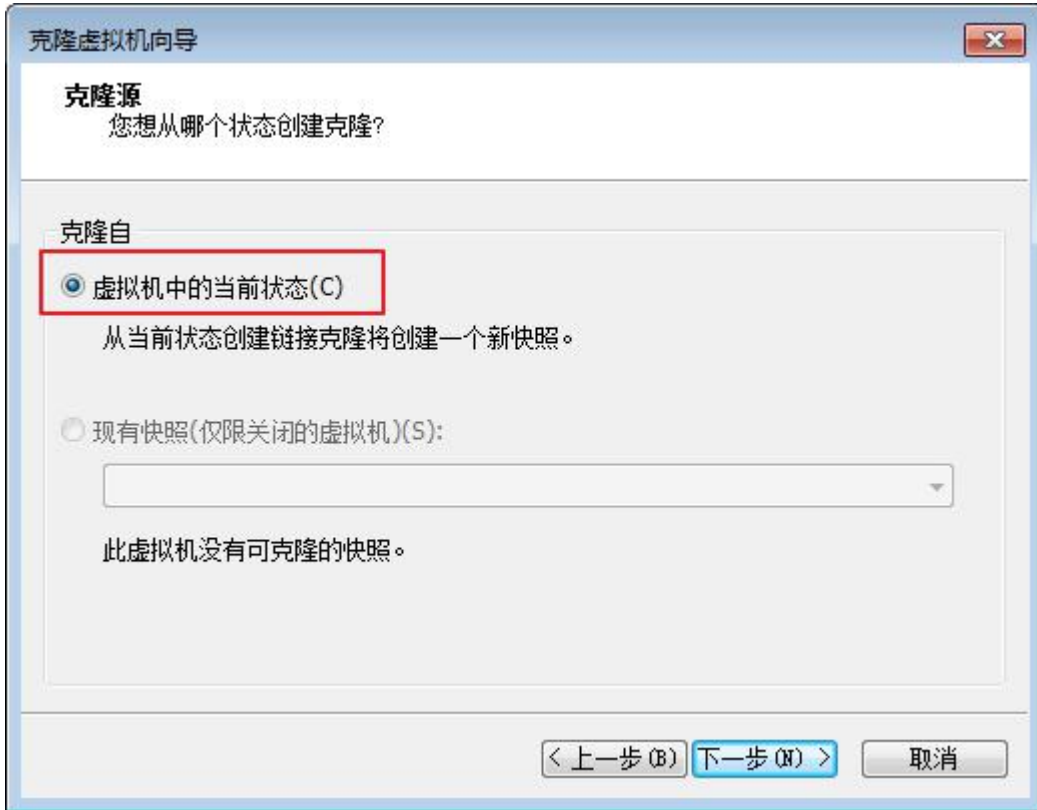 克隆虚拟机向导
克隆源
您想从哪个状态创建克隆?
克隆自
虚拟机中的当前状态(C)
从当前状态创建链接克隆将创建一个新快照。
现有快照(仅限关闭的虚拟机)(S):
此虚拟机没有可克隆的快照。
< 上一步(B) 下一步(N) > 取消